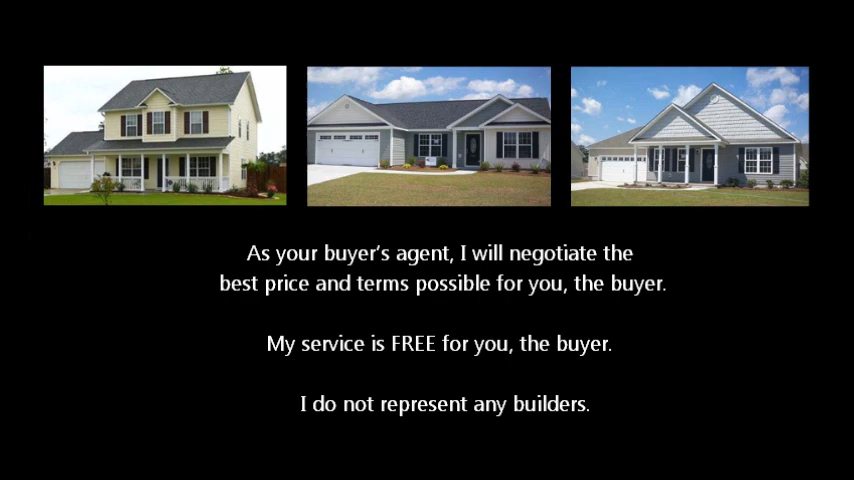 As your buyer's agent, I will negotiate the
best price and terms possible for you, the buyer.
My service is FREE for you, the buyer.
I do not represent any builders.